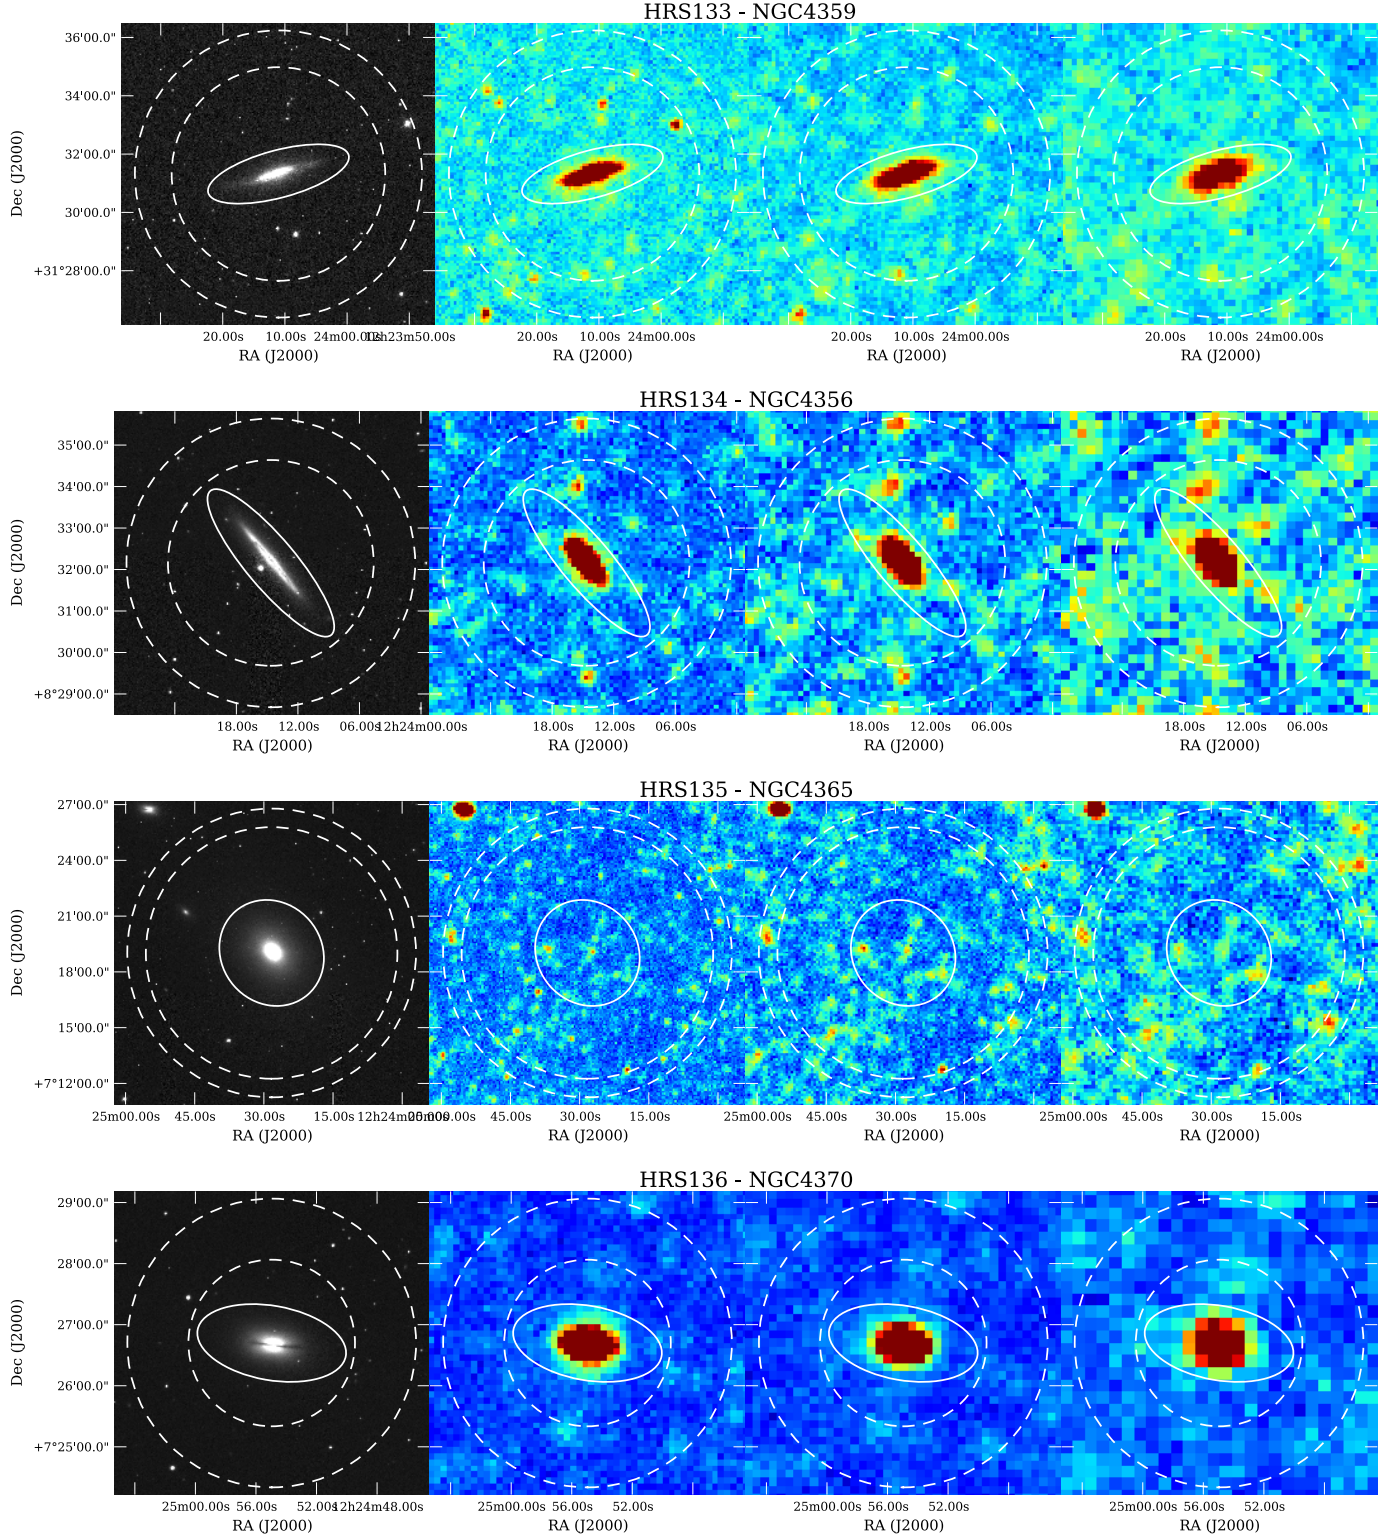 HRS133 - NGC4359
36'00.0"
34'00.0"
32'00.0"
30'00.0"
+31°28'00.0"
Dec (J2000)
20.00s 10.00s 24m00.00s 12h23m50.00s 20.00s 10.00s 24m00.00s 20.00s 10.00s 24m00.00s 20.00s 10.00s 24m00.00s
RA (J2000) RA (J2000) RA (J2000) RA (J2000)
HRS134 - NGC4356
35'00.0"
34'00.0"
33'00.0"
32'00.0"
31'00.0"
30'00.0"
+8°29'00.0"
Dec (J2000)
18.00s 12.00s 06.00s 12h24m00.00s 18.00s 12.00s 06.00s 18.00s 12.00s 06.00s 18.00s 12.00s 06.00s
RA (J2000) RA (J2000) RA (J2000) RA (J2000)
HRS135 - NGC4365
27'00.0"
24'00.0"
21'00.0"
18'00.0"
15'00.0"
+7°12'00.0"
Dec (J2000)
25m00.00s 45.00s 30.00s 15.00s 12h24m00.00s 25m00.00s 45.00s 30.00s 15.00s 25m00.00s 45.00s 30.00s 15.00s 25m00.00s 45.00s 30.00s 15.00s
RA (J2000) RA (J2000) RA (J2000) RA (J2000)
HRS136 - NGC4370
29'00.0"
28'00.0"
27'00.0"
26'00.0"
+7°25'00.0"
Dec (J2000)
25m00.00s 56.00s 52.00s 12h24m48.00s 25m00.00s 56.00s 52.00s 25m00.00s 56.00s 52.00s 25m00.00s 56.00s 52.00s
RA (J2000) RA (J2000) RA (J2000) RA (J2000)